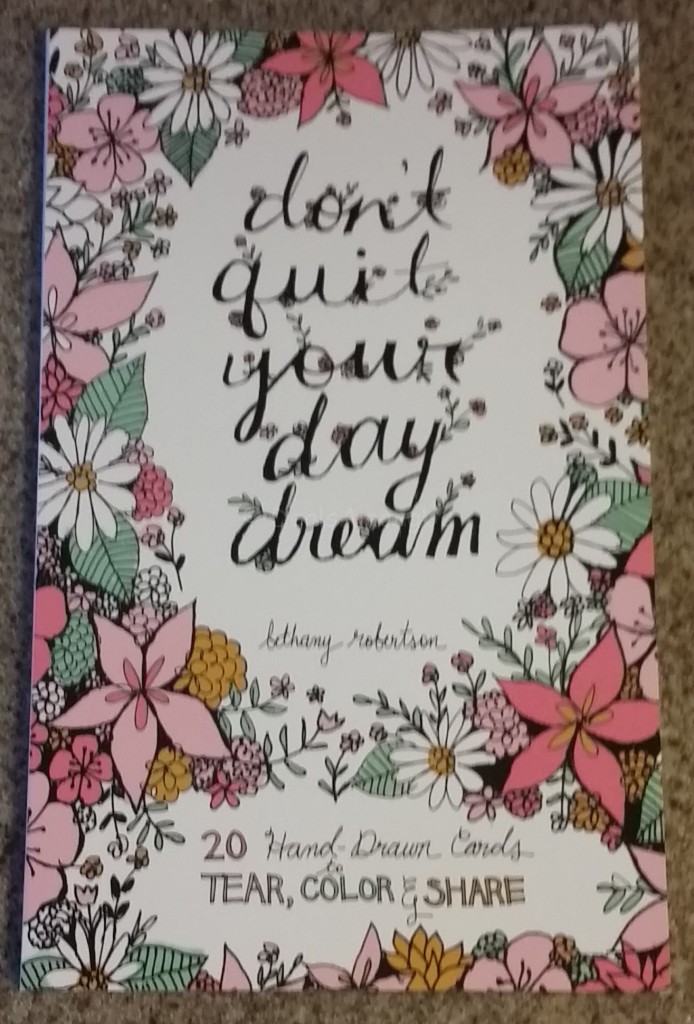 don't
quit
your
day
dream
bethany robertson
20 Hand-Drawn Cards
to
TEAR, COLOR & SHARE